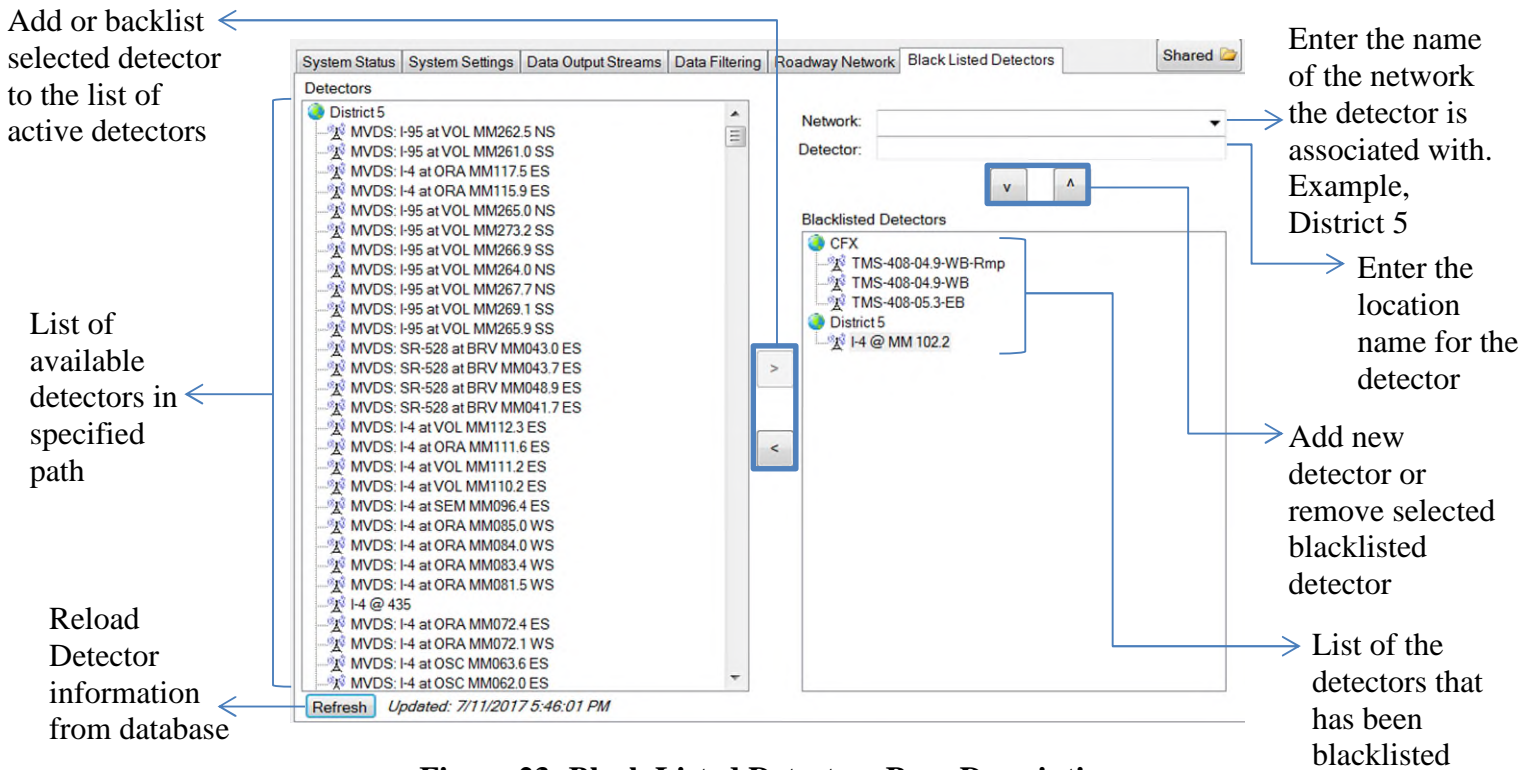 Add or backlist
selected detector
to the list of
active detectors
List of
available
detectors in
specified
path
Reload
Detector
information
from database
System Status
System Settings
Data Output Streams
Data Filtering
Roadway Network
Black Listed Detectors
Shared
Detectors
District 5
MVDS: I-95 at VOL MM262.5 NS
MVDS: I-95 at VOL MM261.0 SS
MVDS: I-4 at ORA MM117.5 ES
MVDS: I-4 at ORA MM115.9 ES
MVDS: I-95 at VOL MM265.0 NS
MVDS: I-95 at VOL MM273.2 SS
MVDS: I-95 at VOL MM266.9 SS
MVDS: I-95 at VOL MM264.0 NS
MVDS: I-95 at VOL MM267.7 NS
MVDS: I-95 at VOL MM269.1 SS
MVDS: I-95 at VOL MM265.9 SS
MVDS: SR-528 at BRV MM043.0 ES
MVDS: SR-528 at BRV MM043.7 ES
MVDS: SR-528 at BRV MM048.9 ES
MVDS: SR-528 at BRV MM041.7 ES
MVDS: I-4 at VOL MM112.3 ES
MVDS: I-4 at ORA MM111.6 ES
MVDS: I-4 at VOL MM111.2 ES
MVDS: I-4 at VOL MM110.2 ES
MVDS: I-4 at SEM MM096.4 ES
MVDS: I-4 at ORA MM085.0 WS
MVDS: I-4 at ORA MM084.0 WS
MVDS: I-4 at ORA MM083.4 WS
MVDS: I-4 at ORA MM081.5 WS
I-4 @ 435
MVDS: I-4 at ORA MM072.4 ES
MVDS: I-4 at ORA MM072.1 WS
MVDS: I-4 at OSC MM063.6 ES
MVDS: I-4 at OSC MM062.0 ES
Refresh
Updated: 7/11/2017 5:46:01 PM
>
<
Network:
Detector:
v
^
Blacklisted Detectors
CFX
TMS-408-04.9-WB-Rmp
TMS-408-04.9-WB
TMS-408-05.3-EB
District 5
I-4 @ MM 102.2
Enter the name
of the network
the detector is
associated with.
Example,
District 5
Enter the
location
name for the
detector
Add new
detector or
remove selected
blacklisted
detector
List of the
detectors that
has been
blacklisted